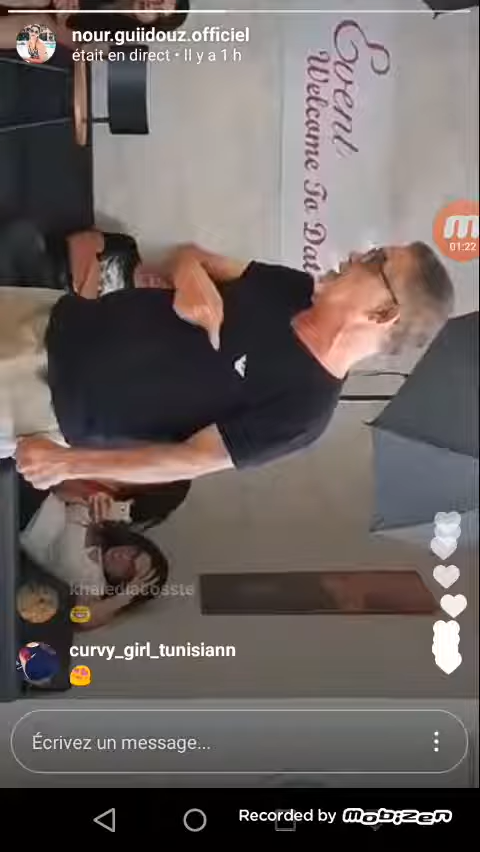 nour.guiidouz.officiel
était en direct • Il y a 1 h
Event
Welcome To Dat
01:22
khalediacosste
curvy_girl_tunisiann
Écrivez un message...
Recorded by Mobizen